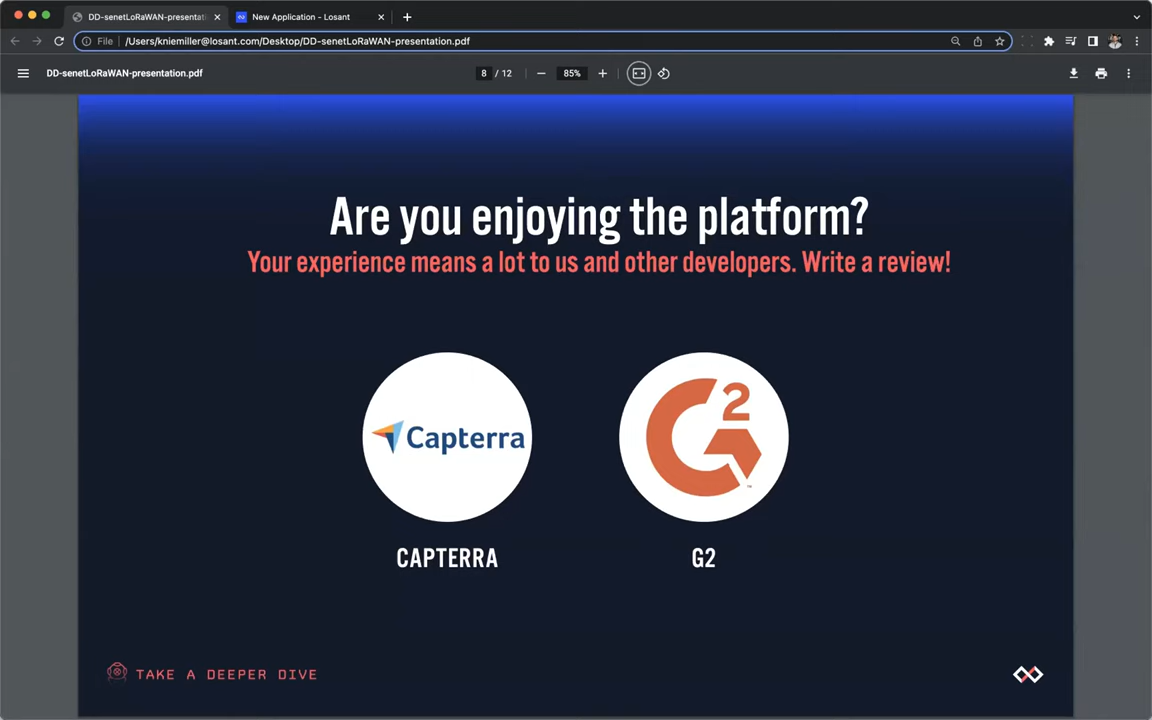 DD-senetLoRaWAN-presentati
New Application - Losant
File
/Users/kniemiller@losant.com/Desktop/DD-senetLoRaWAN-presentation.pdf
DD-senetLoRaWAN-presentation.pdf
8 / 12
85%
Are you enjoying the platform?
Your experience means a lot to us and other developers. Write a review!
Capterra
G2
™
CAPTERRA
G2
TAKE A DEEPER DIVE